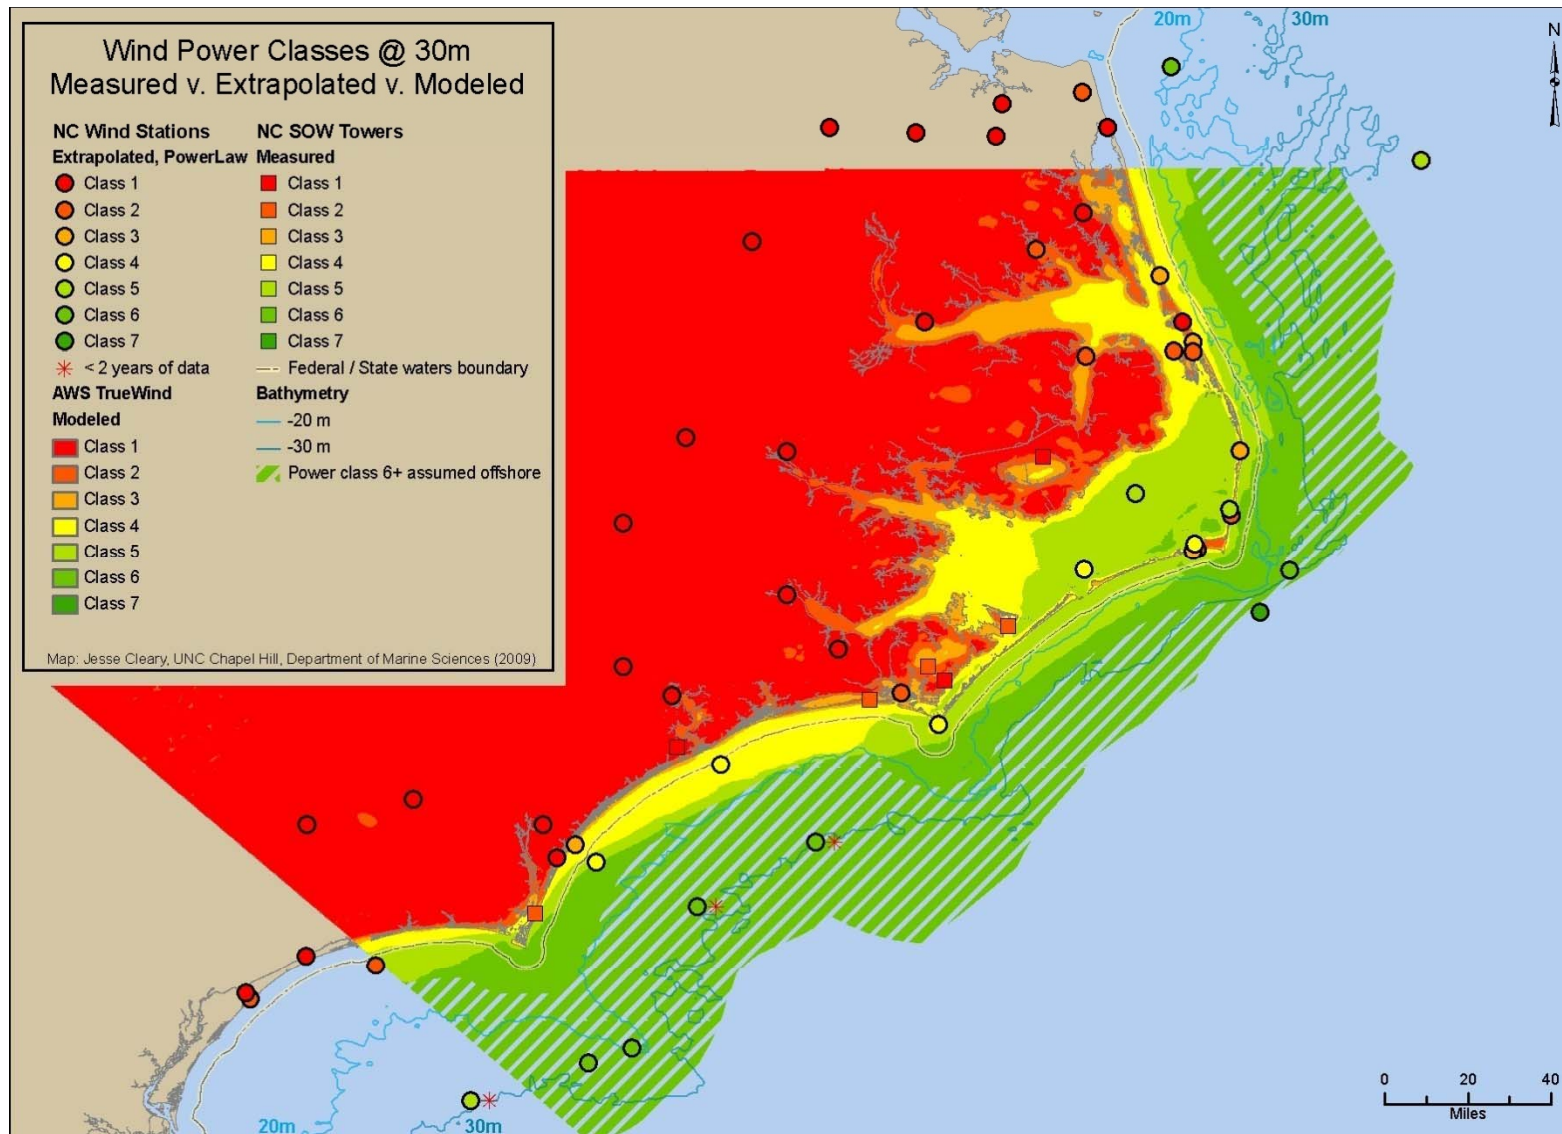 Wind Power Classes @ 30m
Measured v. Extrapolated v. Modeled
NC Wind Stations
Extrapolated, PowerLaw
Class 1
Class 2
Class 3
Class 4
Class 5
Class 6
Class 7
< 2 years of data
AWS TrueWind
Modeled
Class 1
Class 2
Class 3
Class 4
Class 5
Class 6
Class 7
NC SOW Towers
Measured
Class 1
Class 2
Class 3
Class 4
Class 5
Class 6
Class 7
Federal / State waters boundary
Bathymetry
-20 m
-30 m
Power class 6+ assumed offshore
Map: Jesse Cleary, UNC Chapel Hill, Department of Marine Sciences (2009)
20m
30m
N
20m
30m
0 20 40
Miles